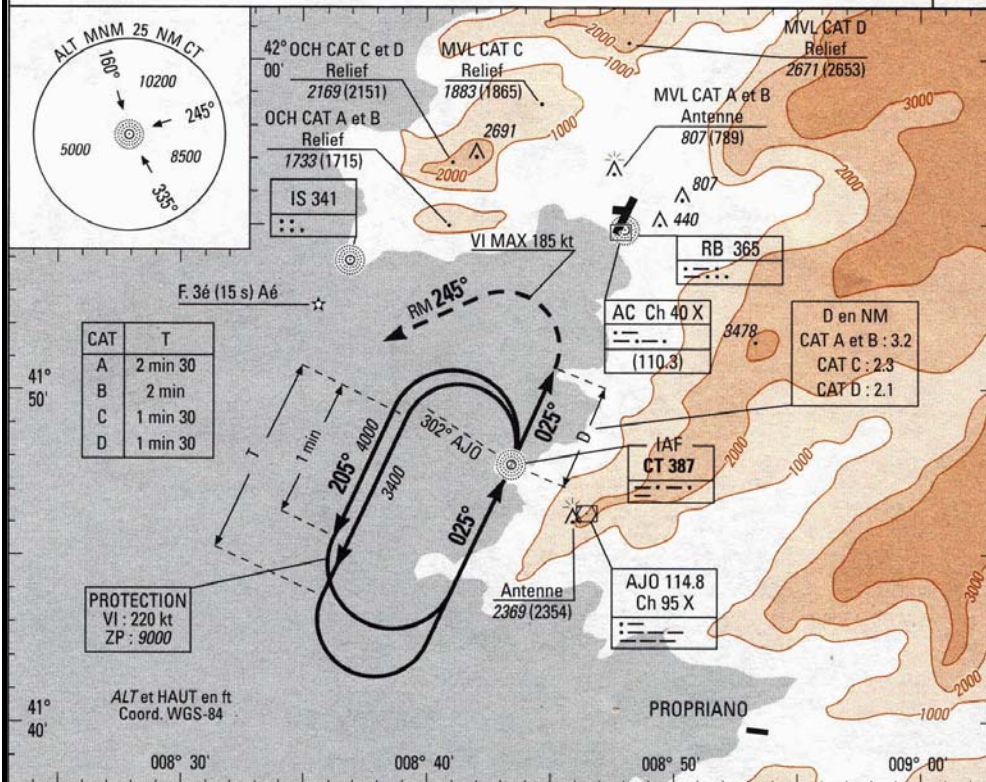 ALT MNM 25 NM CT
160°
10200
245°
5000
8500
335°
42°
00'
OCH CAT C et D
Relief
2169 (2151)
MVL CAT C
Relief
1883 (1865)
2000
1000
MVL CAT D
Relief
2671 (2653)
OCH CAT A et B
Relief
1733 (1715)
2691
1000
2000
MVL CAT A et B
Antenne
807 (789)
3000
2000
1000
IS 341
807
440
VI MAX 185 kt
RB 365
F. 3é (15 s) Aé
RM 245°
AC Ch 40 X
(110.3)
3478
D en NM
CAT A et B : 3.2
CAT C : 2.3
CAT D : 2.1
CAT T
A 2 min 30
B 2 min
C 1 min 30
D 1 min 30
41°
50'
T
1 min
205°
4000
3400
302° AJO
025°
D
IAF
CT 387
2000
1000
025°
Antenne
2369 (2354)
AJO 114.8
Ch 95 X
PROTECTION
VI : 220 kt
ZP : 9000
3000
2000
1000
ALT et HAUT en ft
Coord. WGS-84
41°
40'
PROPRIANO
008° 30'
008° 40'
008° 50'
009° 00'